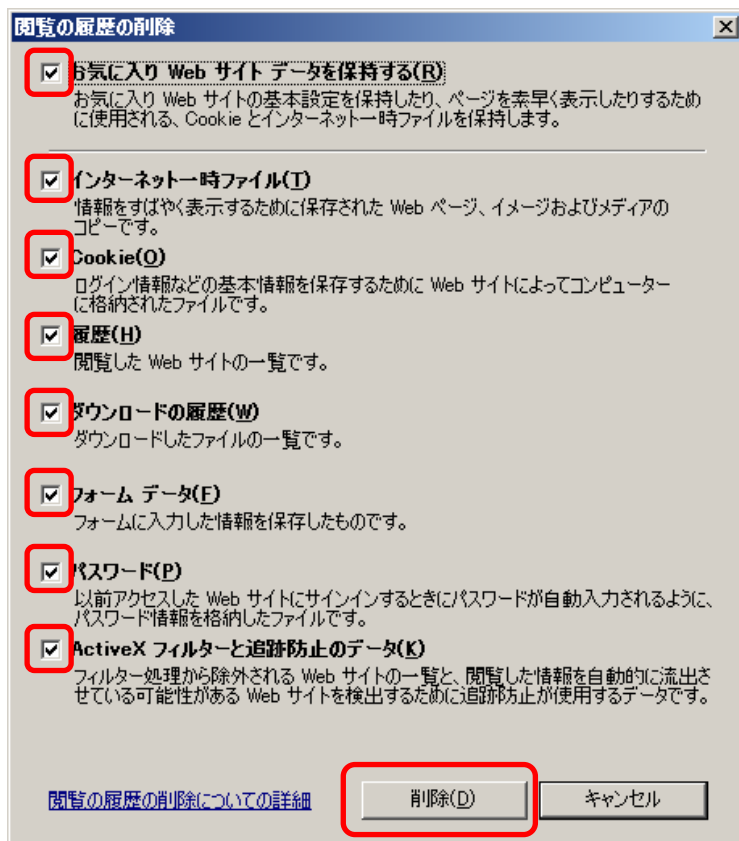 閲覧の履歴の削除
お気に入り Web サイト データを保持する(R)
お気に入り Web サイトの基本設定を保持したり、ページを素早く表示したりするため
に使用される、Cookie とインターネット一時ファイルを保持します。
インターネット一時ファイル(T)
情報をすばやく表示するために保存された Web ページ、イメージおよびメディアの
コピーです。
Cookie(O)
ログイン情報などの基本情報を保存するために Web サイトによってコンピューター
に格納されたファイルです。
履歴(H)
閲覧した Web サイトの一覧です。
ダウンロードの履歴(W)
ダウンロードしたファイルの一覧です。
フォーム データ(F)
フォームに入力した情報を保存したものです。
パスワード(P)
以前アクセスした Web サイトにサインインするときにパスワードが自動入力されるように、
パスワード情報を格納したファイルです。
ActiveX フィルターと追跡防止のデータ(K)
フィルター処理から除外される Web サイトの一覧と、閲覧した情報を自動的に流出さ
せている可能性がある Web サイトを検出するために追跡防止が使用するデータです。
閲覧の履歴の削除についての詳細 削除(D) キャンセル